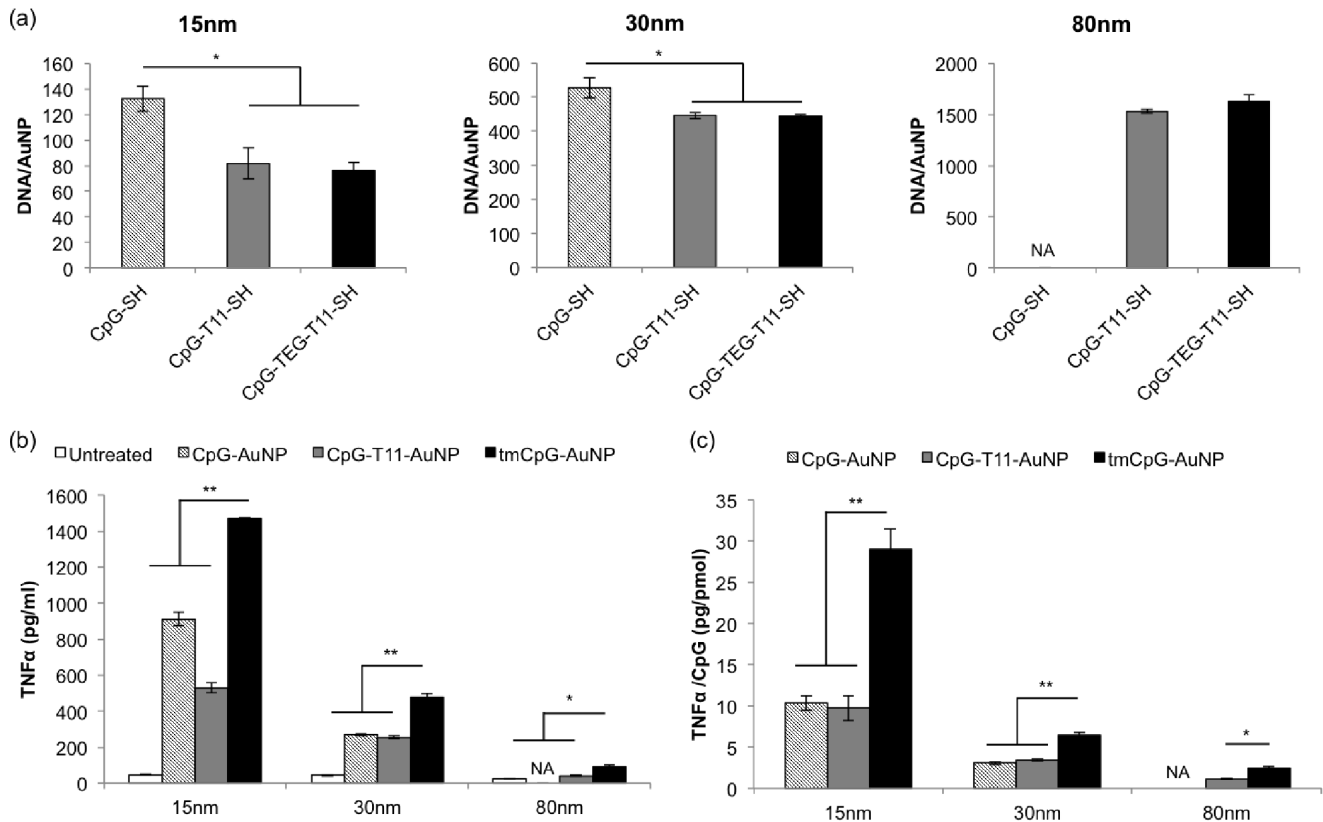 (a)
15nm
30nm
80nm
DNA/AuNP
160
140
120
100
80
60
40
20
0
*
CpG-SH
CpG-T11-SH
CpG-TEG-T11-SH
DNA/AuNP
600
500
400
300
200
100
0
*
CpG-SH
CpG-T11-SH
CpG-TEG-T11-SH
DNA/AuNP
2000
1500
1000
500
0
NA
CpG-SH
CpG-T11-SH
CpG-TEG-T11-SH
(b)
Untreated CpG-AuNP CpG-T11-AuNP tmCpG-AuNP
TNFα (pg/ml)
1600
1400
1200
1000
800
600
400
200
0
**
**
*
NA
15nm 30nm 80nm
(c)
CpG-AuNP CpG-T11-AuNP tmCpG-AuNP
TNFα /CpG (pg/pmol)
35
30
25
20
15
10
5
0
**
**
*
NA
15nm 30nm 80nm